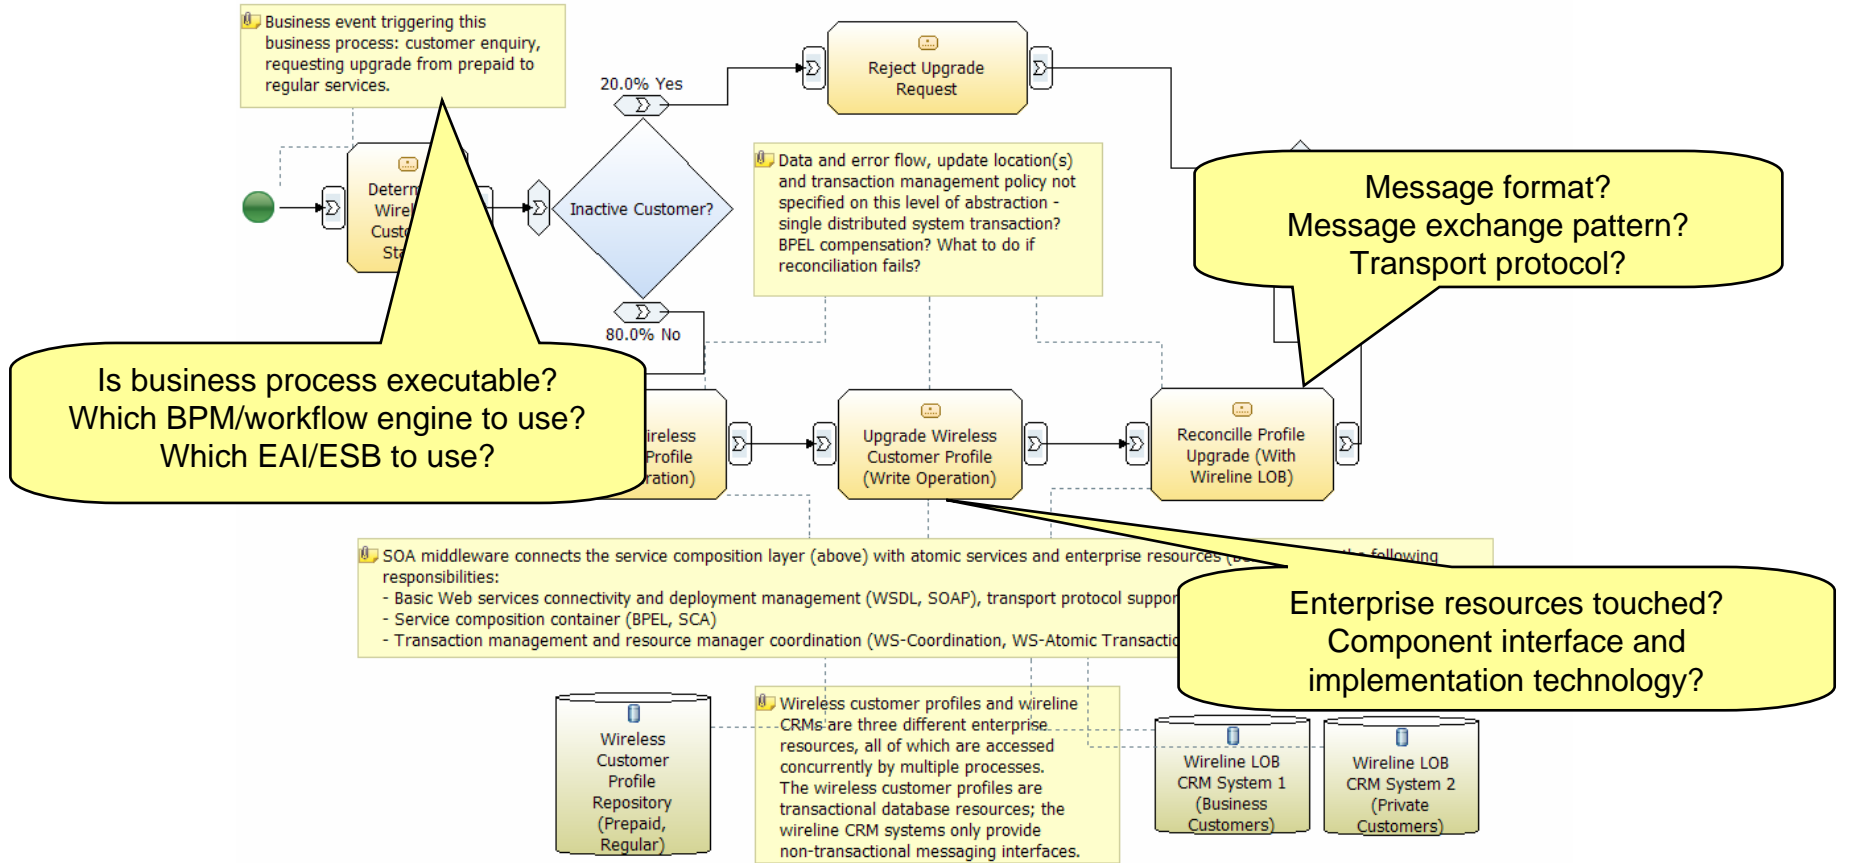 Business event triggering this
business process: customer enquiry,
requesting upgrade from prepaid to
regular services.
20.0% Yes
Reject Upgrade
Request
Data and error flow, update location(s)
and transaction management policy not
specified on this level of abstraction -
single distributed system transaction?
BPEL compensation? What to do if
reconciliation fails?
Message format?
Message exchange pattern?
Transport protocol?
Inactive Customer?
80.0% No
Is business process executable?
Which BPM/workflow engine to use?
Which EAI/ESB to use?
Profile
Upgrade Wireless
Customer Profile
(Write Operation)
Reconcille Profile
Upgrade (With
Wireline LOB)
SOA middleware connects the service composition layer (above) with atomic services and enterprise resources following
responsibilities:
- Basic Web services connectivity and deployment management (WSDL, SOAP), transport protocol
- Service composition container (BPEL, SCA)
- Transaction management and resource manager coordination (WS-Coordination, WS-Atomic
Enterprise resources touched?
Component interface and
implementation technology?
Wireless
Customer
Profile
Repository
(Prepaid,
Regular)
Wireless customer profiles and wireline
CRMs are three different enterprise
resources, all of which are accessed
concurrently by multiple processes.
The wireless customer profiles are
transactional database resources; the
wireline CRM systems only provide
non-transactional messaging interfaces.
Wireline LOB
CRM System 1
(Business
Customers)
Wireline LOB
CRM System 2
(Private
Customers)